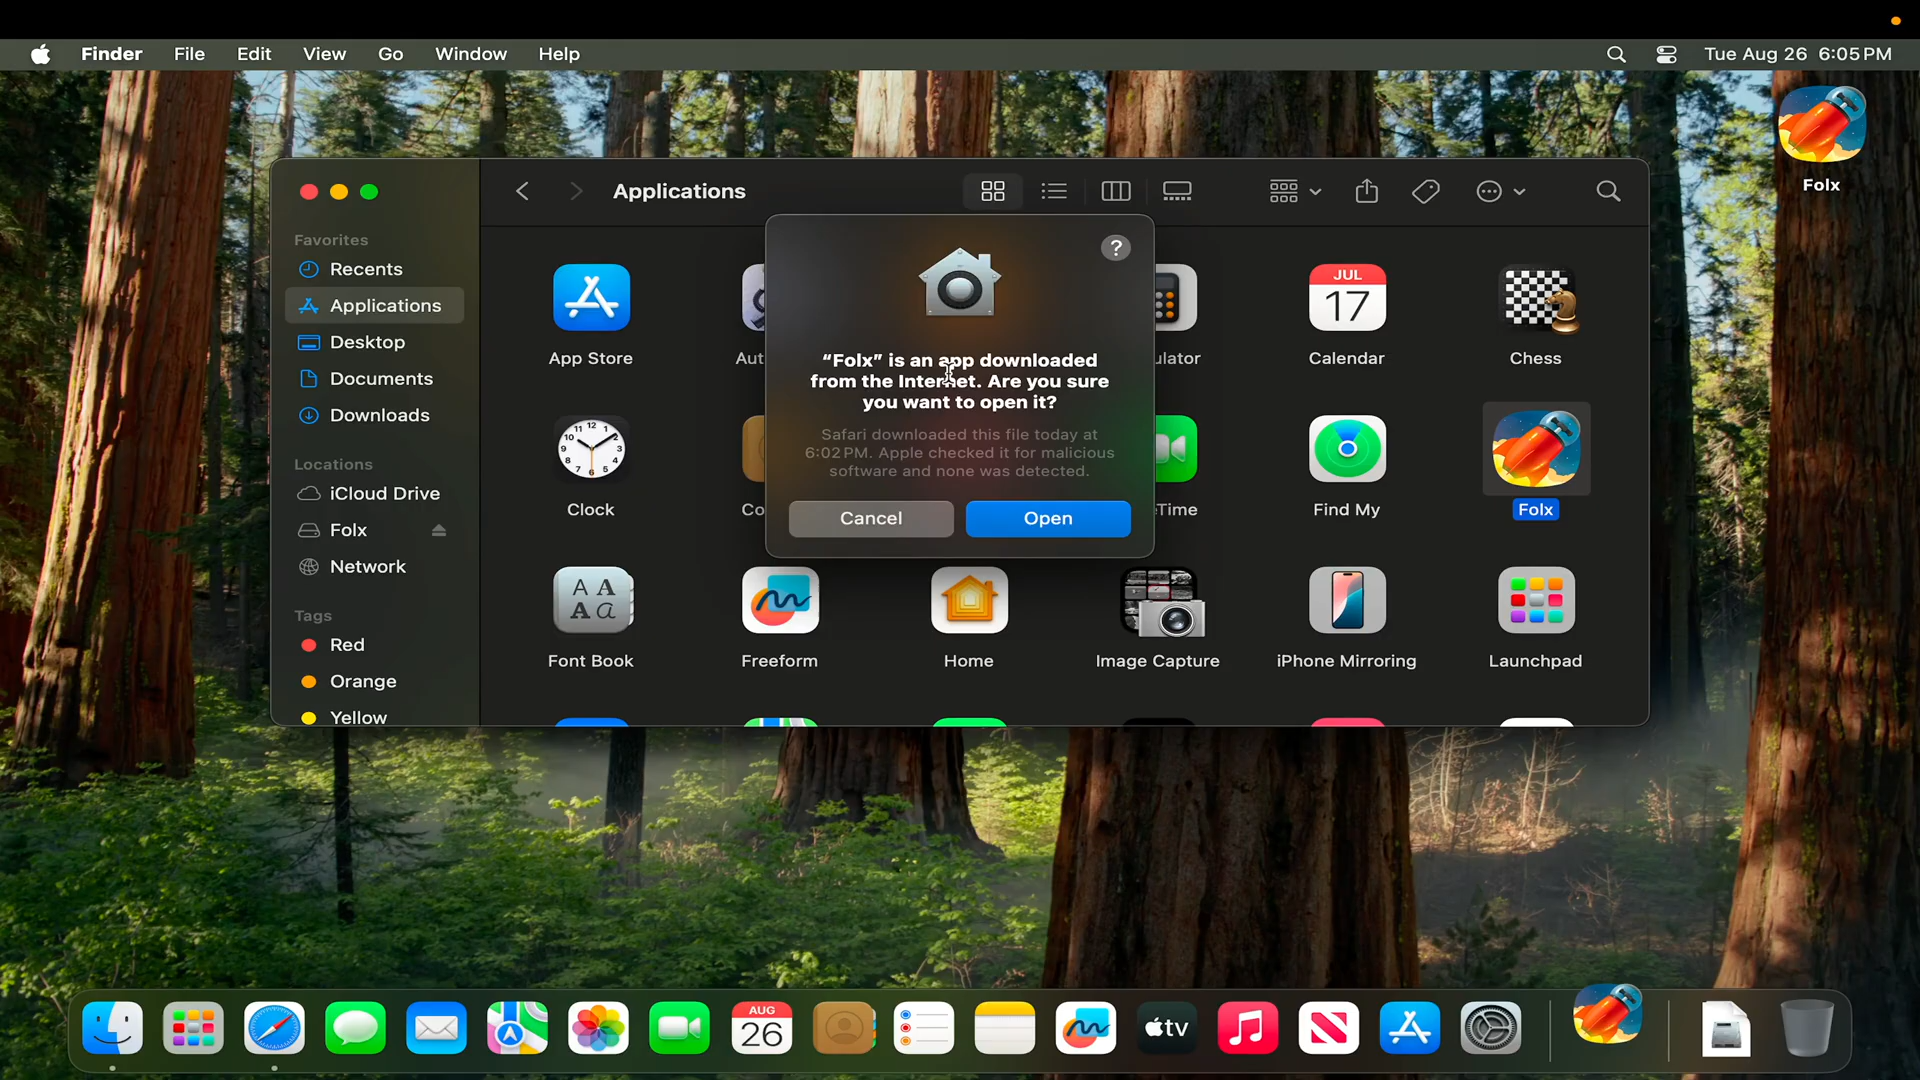 Finder File Edit View Go Window Help Tue Aug 26 6:05 PM
Folx
Applications
Favorites
Recents
Applications
Desktop
Documents
Downloads
Locations
iCloud Drive
Folx
Network
Tags
Red
Orange
Yellow
App Store
Aut
ulator
JUL
17
Calendar
Chess
“Folx” is an app downloaded
from the Internet. Are you sure
you want to open it?
Safari downloaded this file today at
6:02 PM. Apple checked it for malicious
software and none was detected.
Cancel Open
?
Clock
Co
Time
Find My
Folx
Font Book
Freeform
Home
Image Capture
iPhone Mirroring
Launchpad
AUG
26
tv